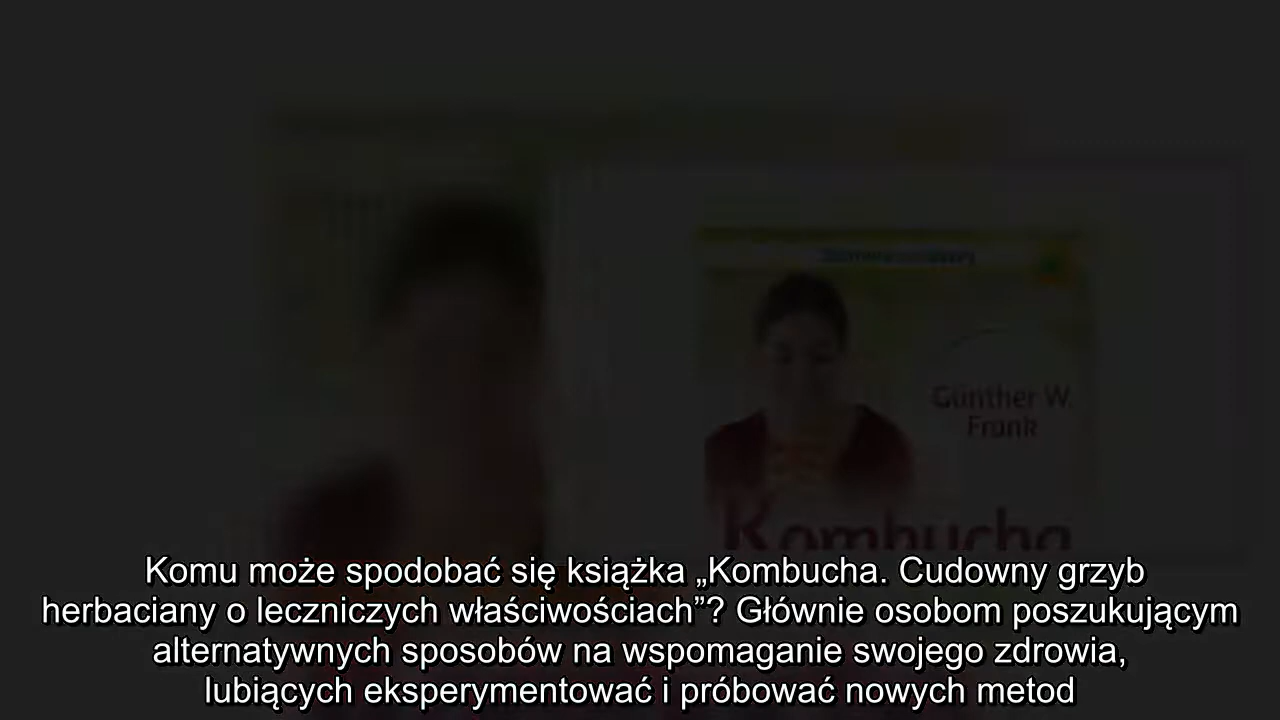 Günther W.
Frank
Kombucha
Komu może spodobać się książka „Kombucha. Cudowny grzyb
herbaciany o leczniczych właściwościach”? Głównie osobom poszukującym
alternatywnych sposobów na wspomaganie swojego zdrowia,
lubiących eksperymentować i próbować nowych metod